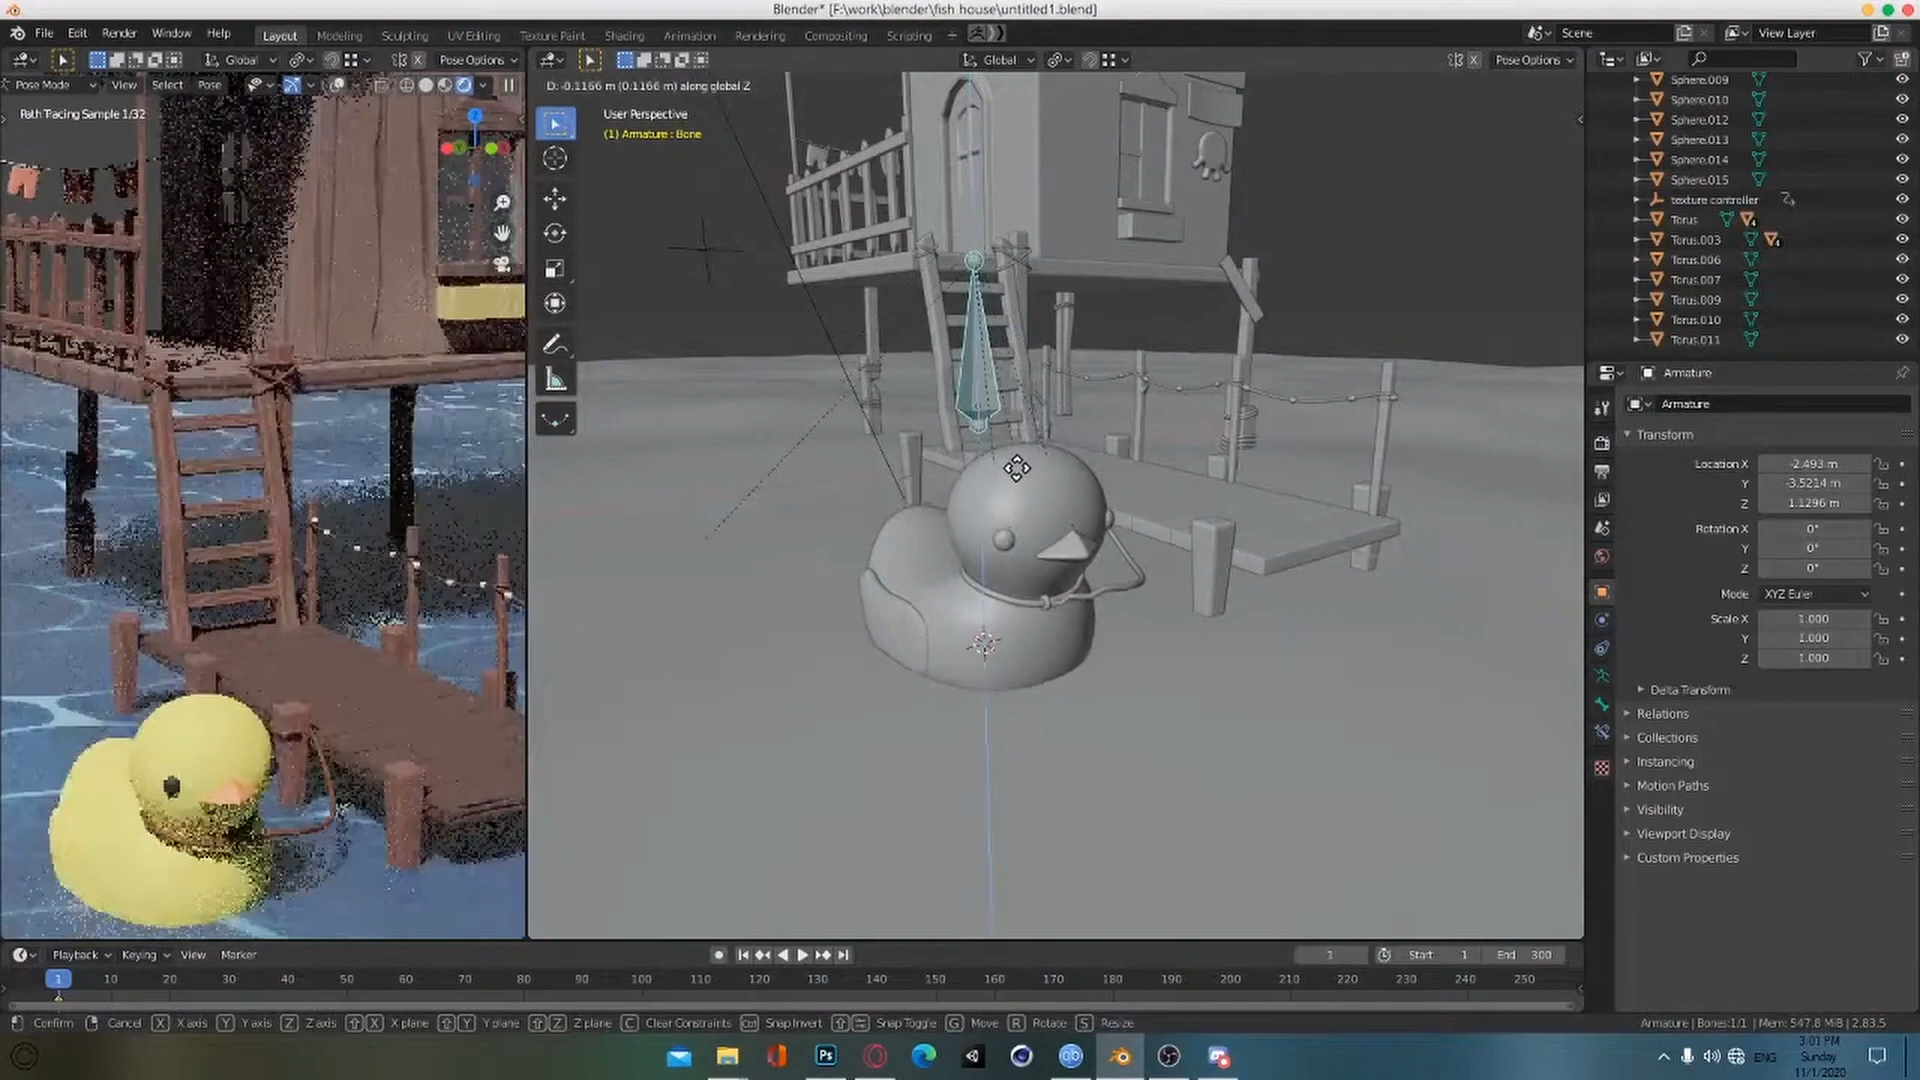 Blender* [F:\work\blender\fish house\untitled1.blend]
File Edit Render Window Help Layout Modeling Sculpting UV Editing Texture Paint Shading Animation Rendering Compositing Scripting + Scene View Layer
Global Pose Options Global Pose Options
Pose Mode View Select Pose
D: -0.1166 m (0.1166 m) along global Z
Path Tracing Sample 1/32
User Perspective
(1) Armature : Bone
Sphere.009
Sphere.010
Sphere.012
Sphere.013
Sphere.014
Sphere.015
texture controller
Torus
Torus.003
Torus.006
Torus.007
Torus.009
Torus.010
Torus.011
Armature
Armature
Transform
Location X -2.493 m
Y -3.5214 m
Z 1.1296 m
Rotation X 0°
Y 0°
Z 0°
Mode XYZ Euler
Scale X 1.000
Y 1.000
Z 1.000
Delta Transform
Relations
Collections
Instancing
Motion Paths
Visibility
Viewport Display
Custom Properties
Playback Keying View Marker 1 Start 1 End 300
1 10 20 30 40 50 60 70 80 90 100 110 120 130 140 150 160 170 180 190 200 210 220 230 240 250
Confirm Cancel X X axis Y Y axis Z Z axis X X plane Y Y plane Z Z plane C Clear Constraints Ctrl Snap Invert Snap Toggle G Move R Rotate S Resize Armature | Bones:1/1 | Mem: 547.8 MiB | 2.83.5
Ps qb ENG
3:01 PM
Sunday
11/1/2020